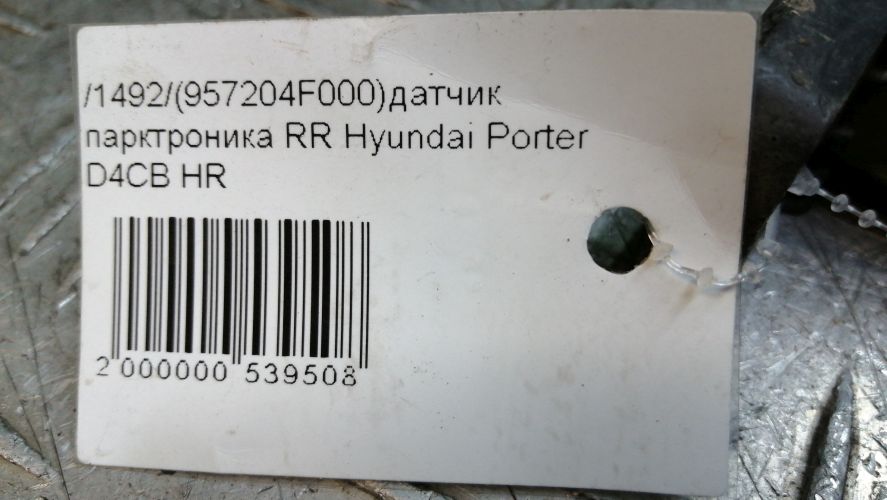 /1492/(957204F000)датчик
парктроника RR Hyundai Porter
D4CB HR
2 000000 539508